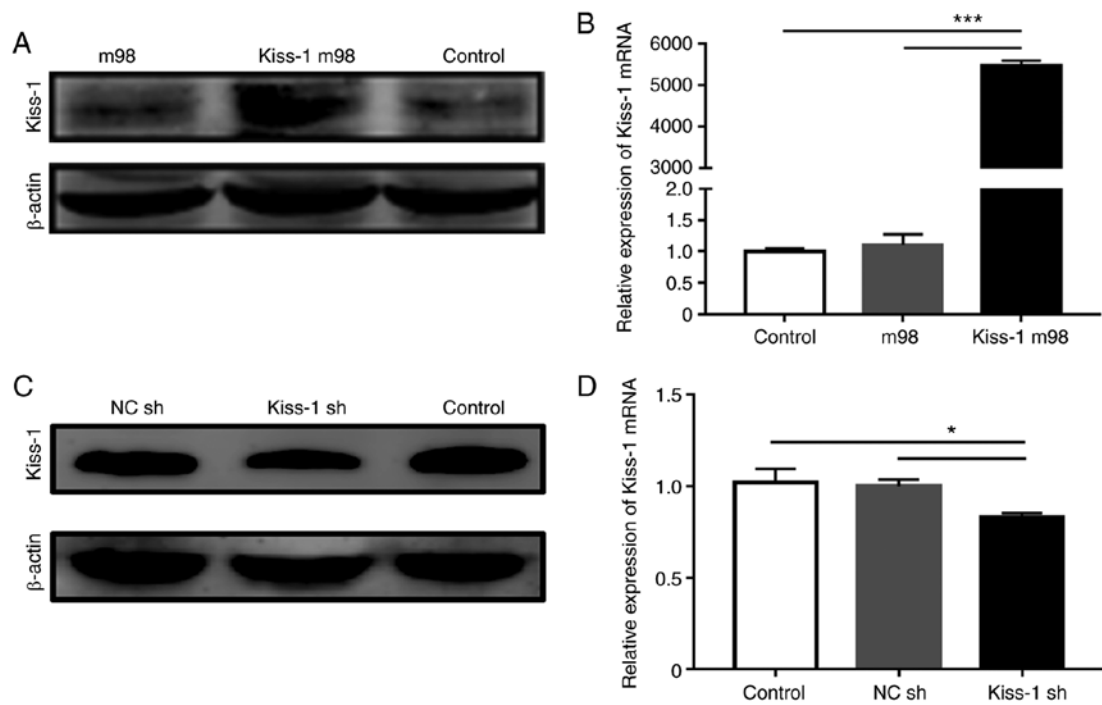 A
m98 Kiss-1 m98 Control
Kiss-1
β-actin
B
Relative expression of Kiss-1 mRNA
***
6000
5000
4000
3000
2.0
1.5
1.0
0.5
0
Control m98 Kiss-1 m98
C
NC sh Kiss-1 sh Control
Kiss-1
β-actin
D
Relative expression of Kiss-1 mRNA
*
1.5
1.0
0.5
0
Control NC sh Kiss-1 sh